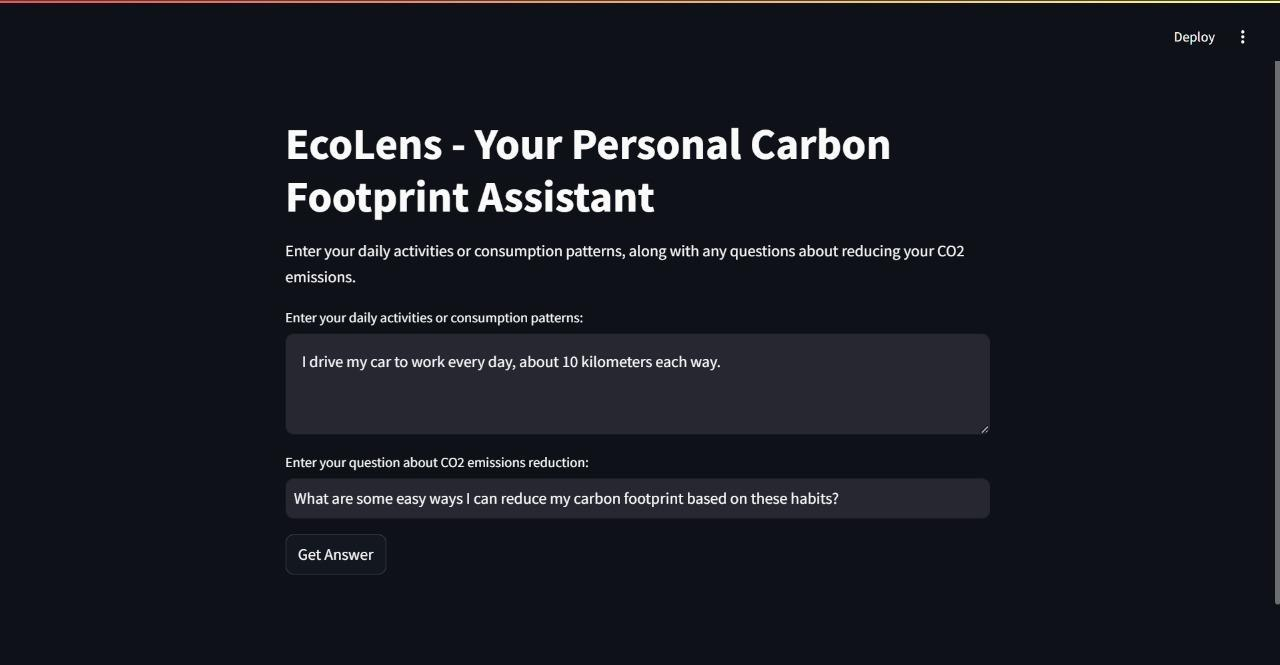 Deploy
EcoLens - Your Personal Carbon
Footprint Assistant
Enter your daily activities or consumption patterns, along with any questions about reducing your CO2
emissions.
Enter your daily activities or consumption patterns:
I drive my car to work every day, about 10 kilometers each way.
Enter your question about CO2 emissions reduction:
What are some easy ways I can reduce my carbon footprint based on these habits?
Get Answer